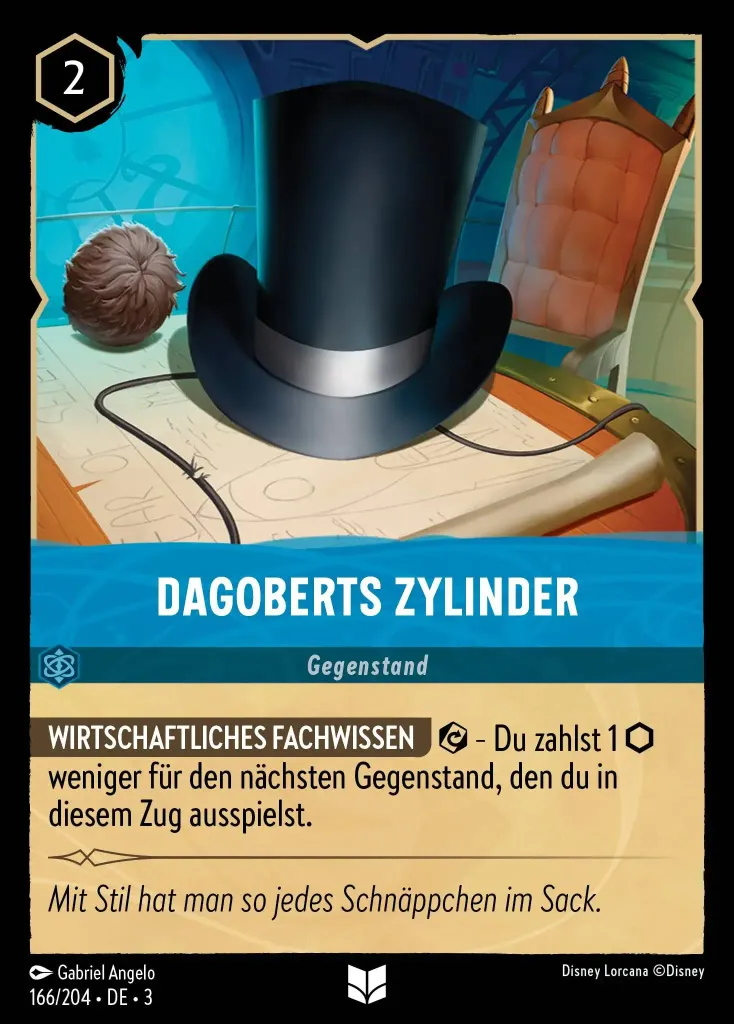 2
DAGOBERTS ZYLINDER
Gegenstand
WIRTSCHAFTLICHES FACHWISSEN - Du zahlst 1
weniger für den nächsten Gegenstand, den du in
diesem Zug ausspielst.
Mit Stil hat man so jedes Schnäppchen im Sack.
Gabriel Angelo
Disney Lorcana ©Disney
166/204 • DE • 3